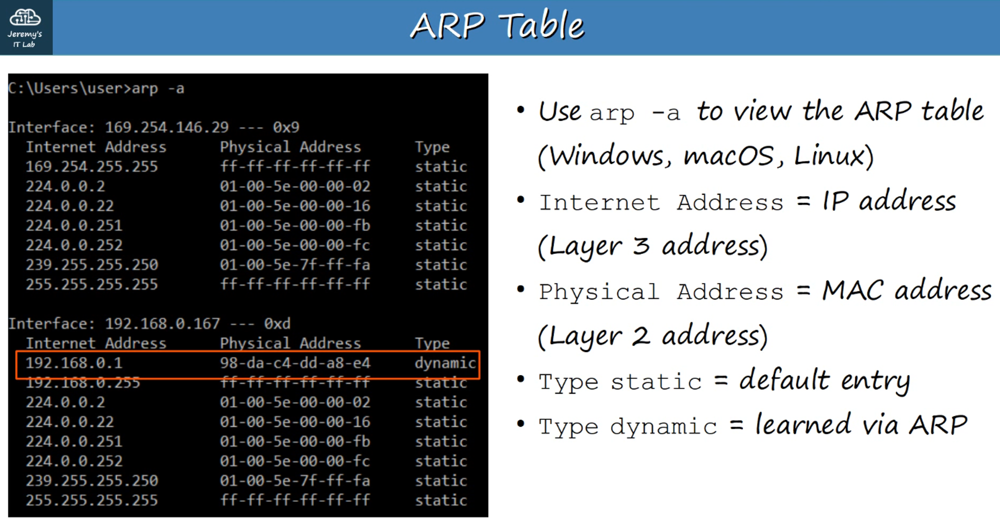 Jeremy's
IT Lab
ARP Table
C:\Users\user>arp -a
Interface: 169.254.146.29 --- 0x9
Internet Address Physical Address Type
169.254.255.255 ff-ff-ff-ff-ff-ff static
224.0.0.2 01-00-5e-00-00-02 static
224.0.0.22 01-00-5e-00-00-16 static
224.0.0.251 01-00-5e-00-00-fb static
224.0.0.252 01-00-5e-00-00-fc static
239.255.255.250 01-00-5e-7f-ff-fa static
255.255.255.255 ff-ff-ff-ff-ff-ff static
Interface: 192.168.0.167 --- 0xd
Internet Address Physical Address Type
192.168.0.1 98-da-c4-dd-a8-e4 dynamic
192.168.0.255 ff-ff-ff-ff-ff-ff static
224.0.0.2 01-00-5e-00-00-02 static
224.0.0.22 01-00-5e-00-00-16 static
224.0.0.251 01-00-5e-00-00-fb static
224.0.0.252 01-00-5e-00-00-fc static
239.255.255.250 01-00-5e-7f-ff-fa static
255.255.255.255 ff-ff-ff-ff-ff-ff static
• Use arp -a to view the ARP table
(Windows, macOS, Linux)
• Internet Address = IP address
(Layer 3 address)
• Physical Address = MAC address
(Layer 2 address)
• Type static = default entry
• Type dynamic = learned via ARP